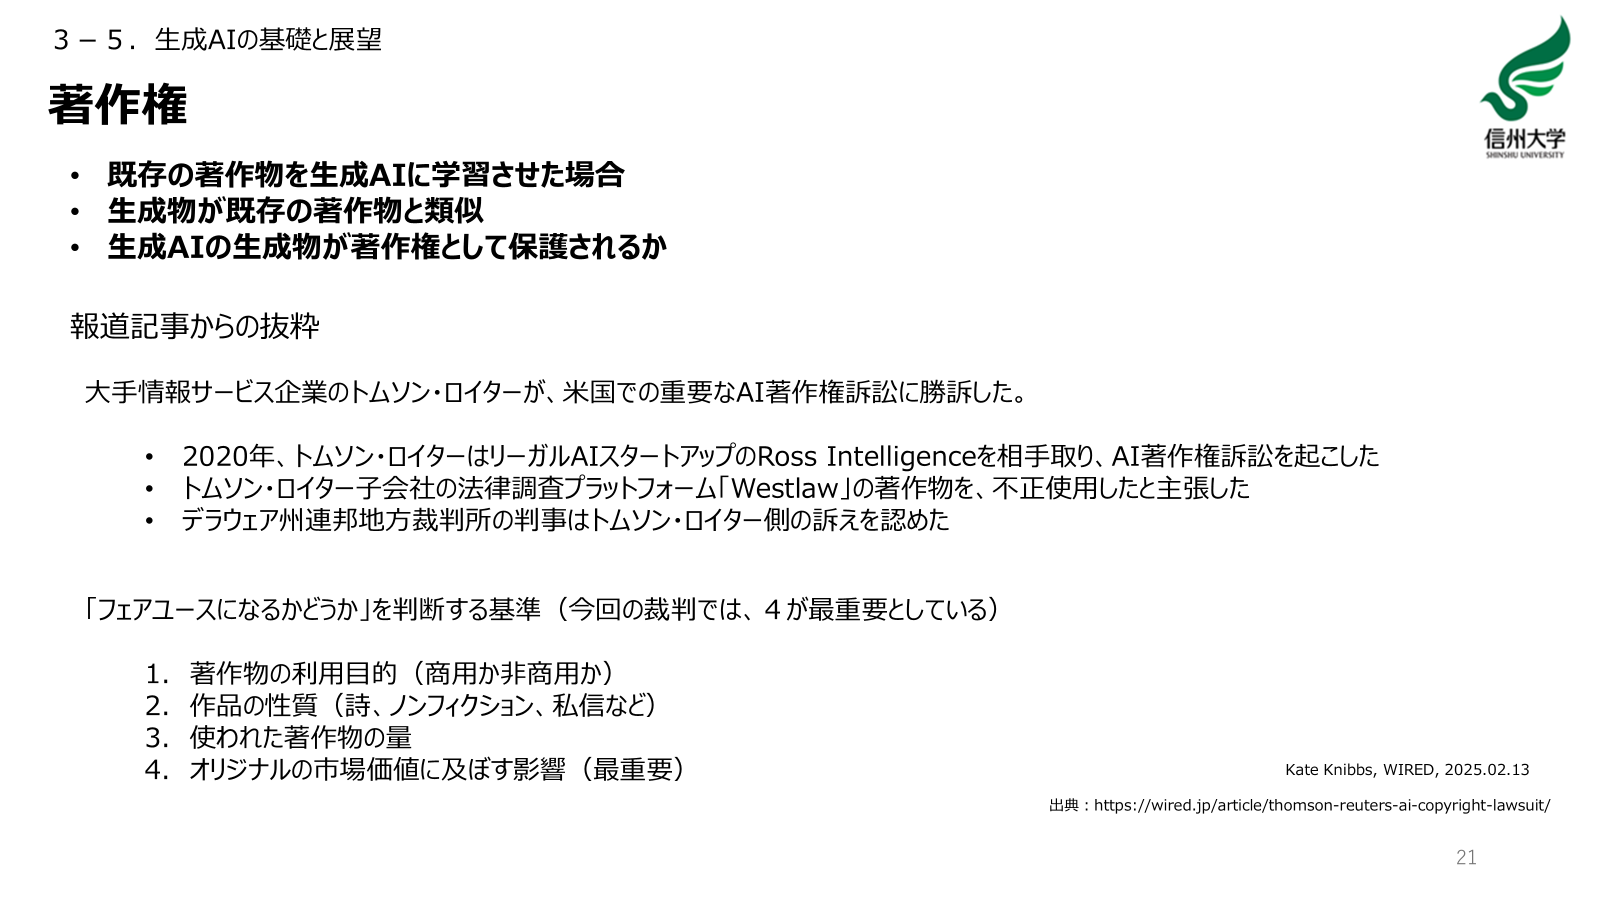 ３－５．生成AIの基礎と展望
著作権
信州大学
SHINSHU UNIVERSITY
• 既存の著作物を生成AIに学習させた場合
• 生成物が既存の著作物と類似
• 生成AIの生成物が著作権として保護されるか
報道記事からの抜粋
大手情報サービス企業のトムソン・ロイターが、米国での重要なAI著作権訴訟に勝訴した。
• 2020年、トムソン・ロイターはリーガルAIスタートアップのRoss Intelligenceを相手取り、AI著作権訴訟を起こした
• トムソン・ロイター子会社の法律調査プラットフォーム「Westlaw」の著作物を、不正使用したと主張した
• デラウェア州連邦地方裁判所の判事はトムソン・ロイター側の訴えを認めた
「フェアユースになるかどうか」を判断する基準（今回の裁判では、４が最重要としている）
1. 著作物の利用目的（商用か非商用か）
2. 作品の性質（詩、ノンフィクション、私信など）
3. 使われた著作物の量
4. オリジナルの市場価値に及ぼす影響（最重要）
Kate Knibbs, WIRED, 2025.02.13
出典：https://wired.jp/article/thomson-reuters-ai-copyright-lawsuit/
21